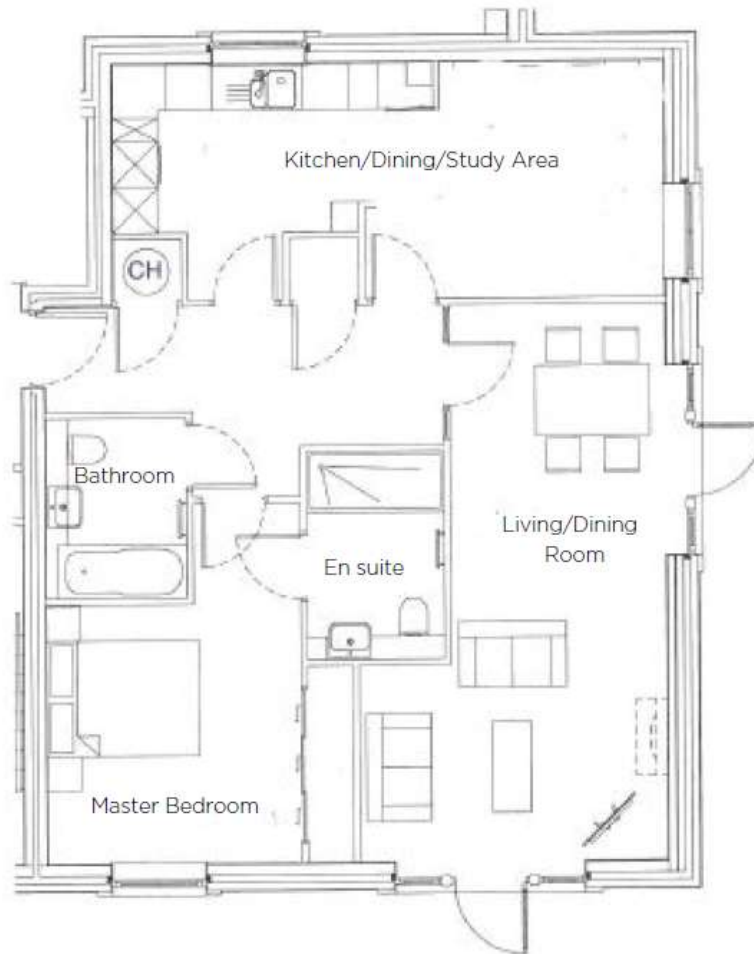 Kitchen/Dining/Study Area
CH
Bathroom
Living/Dining
Room
En suite
Master Bedroom